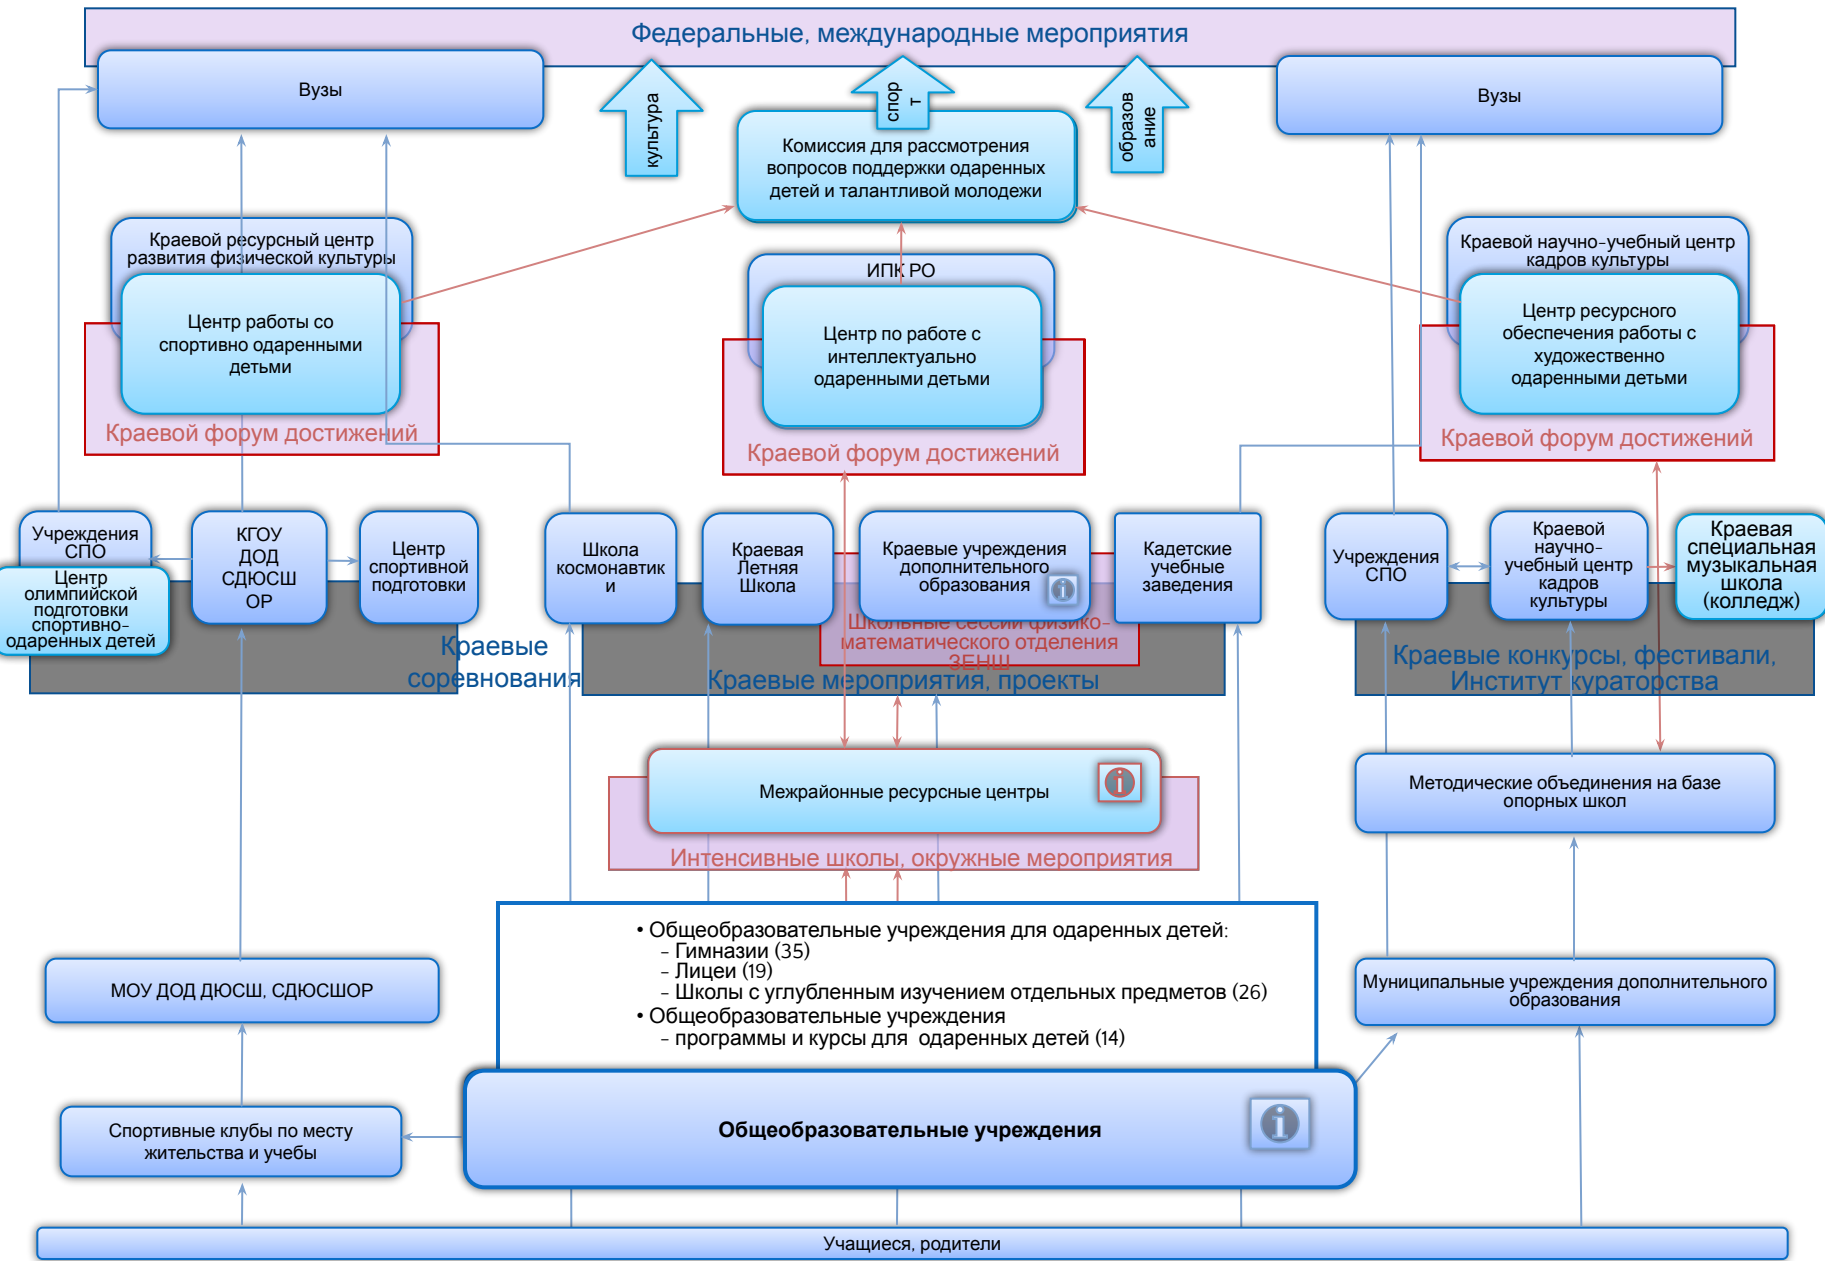 Федеральные, международные мероприятия
Вузы
культура
спор
т
образов
ание
Вузы
Комиссия для рассмотрения
вопросов поддержки одаренных
детей и талантливой молодежи
Краевой ресурсный центр
развития физической культуры
Центр работы со
спортивно одаренными
детьми
Краевой форум достижений
ИПК РО
Центр по работе с
интеллектуально
одаренными детьми
Краевой форум достижений
Краевой научно-учебный центр
кадров культуры
Центр ресурсного
обеспечения работы с
художественно
одаренными детьми
Краевой форум достижений
Учреждения
СПО
Центр
олимпийской
подготовки
спортивно-
одаренных детей
КГОУ
ДОД
СДЮСШ
ОР
Центр
спортивной
подготовки
Краевые
соревнования
Школа
космонавтик
и
Краевая
Летняя
Школа
Краевые учреждения
дополнительного
образования
Кадетские
учебные
заведения
Школьные сессии физико-
математического отделения
ЗЕНШ
Краевые мероприятия, проекты
Учреждения
СПО
Краевой
научно-
учебный центр
кадров
культуры
Краевая
специальная
музыкальная
школа
(колледж)
Краевые конкурсы, фестивали,
Институт кураторства
Межрайонные ресурсные центры
Интенсивные школы, окружные мероприятия
Методические объединения на базе
опорных школ
• Общеобразовательные учреждения для одаренных детей:
– Гимназии (35)
– Лицеи (19)
– Школы с углубленным изучением отдельных предметов (26)
• Общеобразовательные учреждения
– программы и курсы для одаренных детей (14)
МОУ ДОД ДЮСШ, СДЮСШОР
Муниципальные учреждения дополнительного
образования
Спортивные клубы по месту
жительства и учебы
Общеобразовательные учреждения
Учащиеся, родители